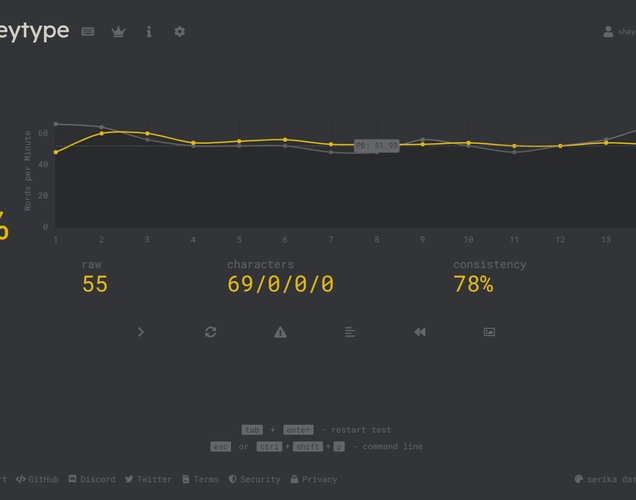 eytype
shay
60
40
20
0
Words per Minute
PB: 51.99
1 2 3 4 5 6 7 8 9 10 11 12 13
%
raw characters consistency
55 69/0/0/0 78%
tab + enter - restart test
esc or ctrl + shift + p - command line
rt GitHub Discord Twitter Terms Security Privacy serika dar